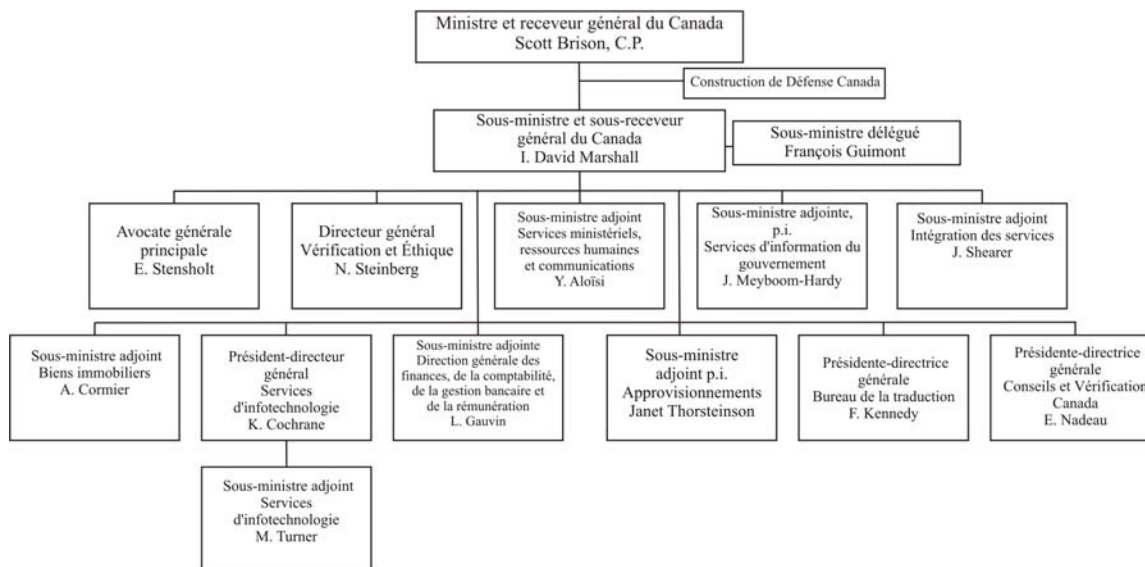 Ministre et receveur général du Canada
Scott Brison, C.P.
Construction de Défense Canada
Sous-ministre et sous-receveur
général du Canada
I. David Marshall
Sous-ministre délégué
François Guimont
Avocate générale
principale
E. Stensholt
Directeur général
Vérification et Éthique
N. Steinberg
Sous-ministre adjoint
Services ministériels,
ressources humaines
et communications
Y. Aloïsi
Sous-ministre adjointe,
p.i.
Services d'information du
gouvernement
J. Meyboom-Hardy
Sous-ministre adjoint
Intégration des services
J. Shearer
Sous-ministre adjoint
Biens immobiliers
A. Cormier
Président-directeur
général
Services
d'infotechnologie
K. Cochrane
Sous-ministre adjointe
Direction générale des
finances, de la comptabilité,
de la gestion bancaire et
de la rémunération
L. Gauvin
Sous-ministre
adjoint p.i.
Approvisionnements
Janet Thorsteinson
Présidente-directrice
générale
Bureau de la traduction
F. Kennedy
Présidente-directrice
générale
Conseils et Vérification
Canada
E. Nadeau
Sous-ministre adjoint
Services
d'infotechnologie
M. Turner